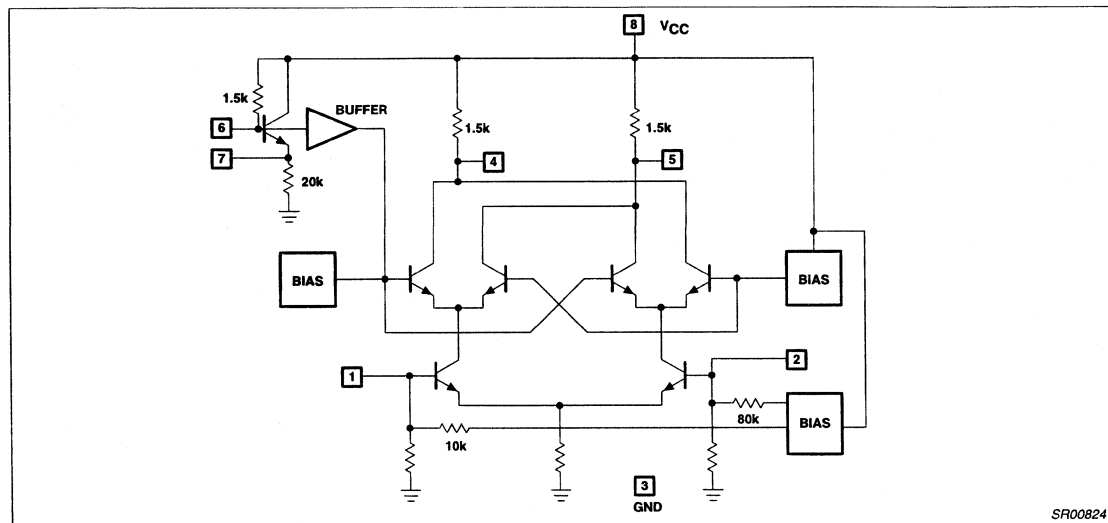 8 VCC
1.5k
BUFFER
6
1.5k
1.5k
7
4
5
20k
BIAS
BIAS
1
2
80k
BIAS
10k
3
GND
SR00824